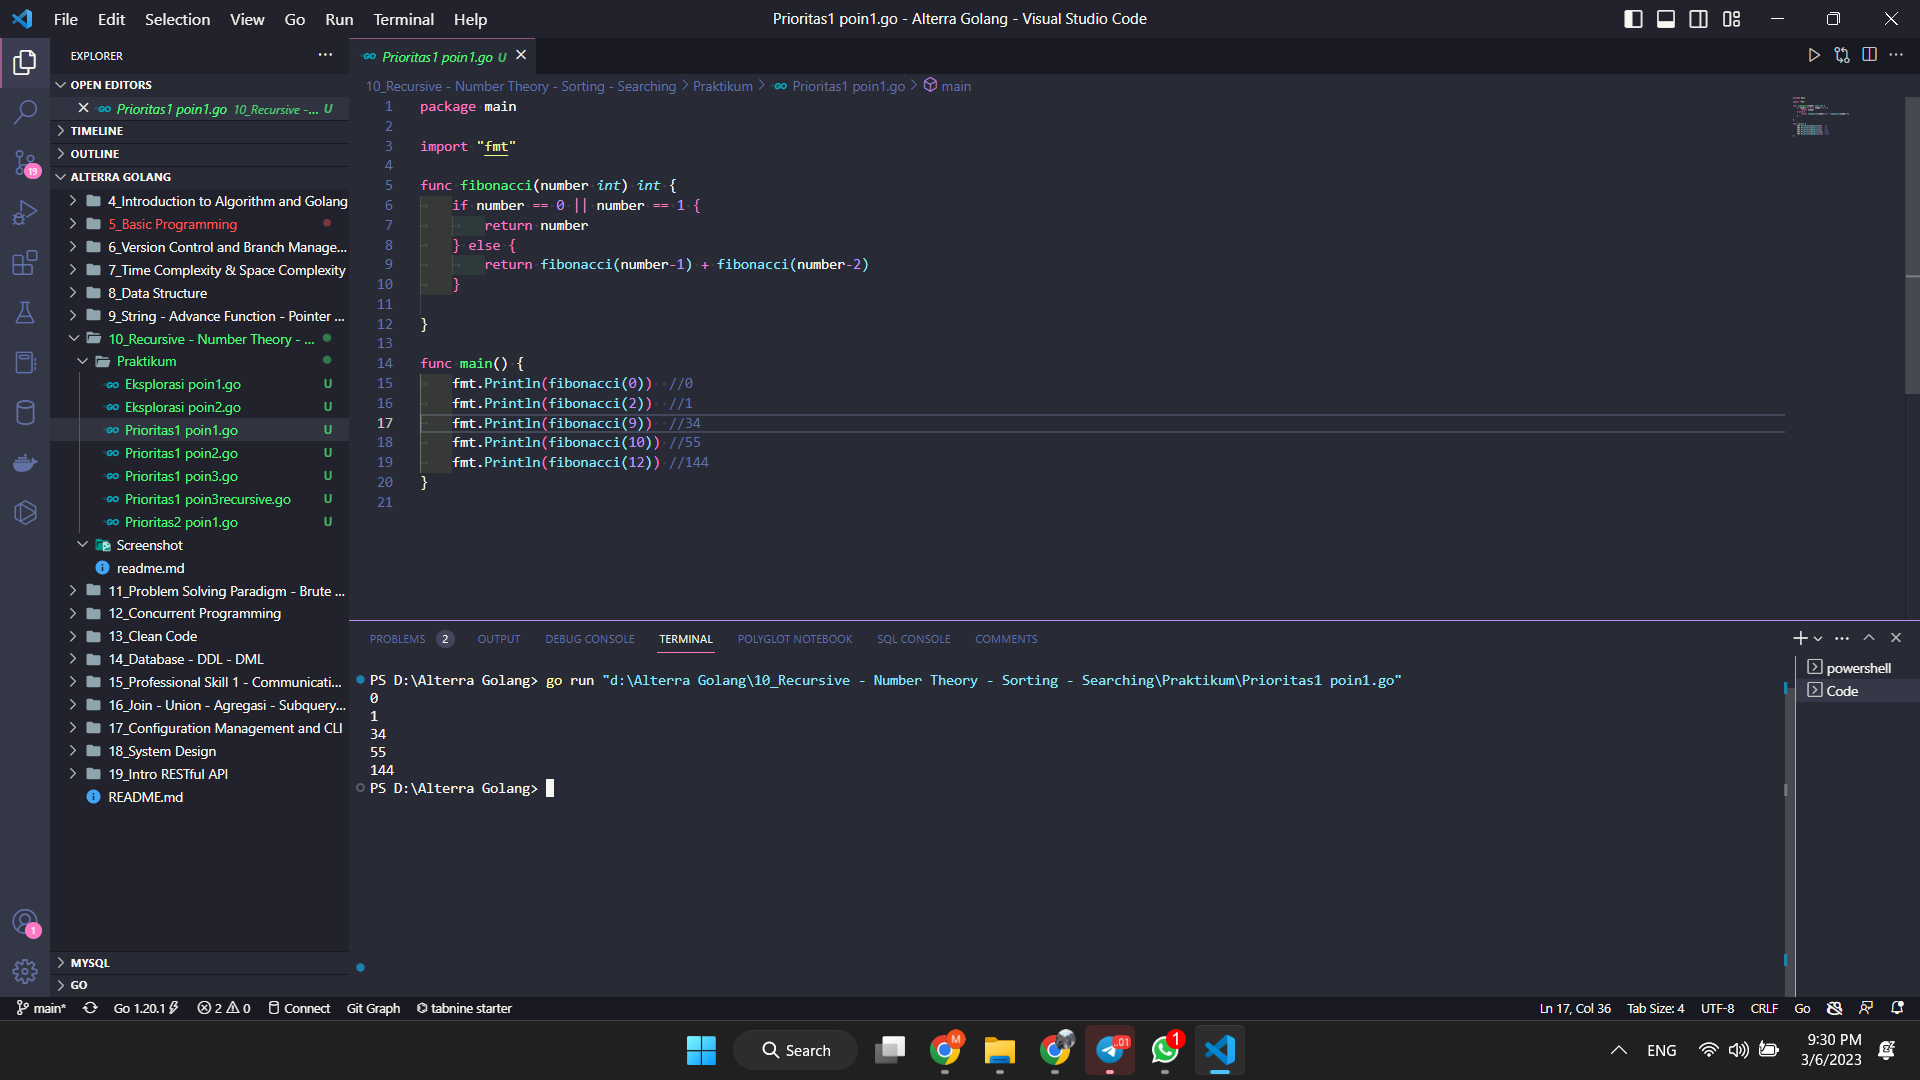 File Edit Selection View Go Run Terminal Help
Prioritas1 poin1.go - Alterra Golang - Visual Studio Code
EXPLORER
OPEN EDITORS
Prioritas1 poin1.go 10_Recursive -... U
TIMELINE
OUTLINE
ALTERRA GOLANG
4_Introduction to Algorithm and Golang
5_Basic Programming
6_Version Control and Branch Manage...
7_Time Complexity & Space Complexity
8_Data Structure
9_String - Advance Function - Pointer ...
10_Recursive - Number Theory - ...
Praktikum
Eksplorasi poin1.go U
Eksplorasi poin2.go U
Prioritas1 poin1.go U
Prioritas1 poin2.go U
Prioritas1 poin3.go U
Prioritas1 poin3recursive.go U
Prioritas2 poin1.go U
Screenshot
readme.md
11_Problem Solving Paradigm - Brute ...
12_Concurrent Programming
13_Clean Code
14_Database - DDL - DML
15_Professional Skill 1 - Communicati...
16_Join - Union - Agregasi - Subquery...
17_Configuration Management and CLI
18_System Design
19_Intro RESTful API
README.md
MYSQL
GO
19
1
Prioritas1 poin1.go U
10_Recursive - Number Theory - Sorting - Searching > Praktikum > Prioritas1 poin1.go > main
1 package main
2
3 import "fmt"
4
5 func fibonacci(number int) int {
6 if number == 0 || number == 1 {
7 return number
8 } else {
9 return fibonacci(number-1) + fibonacci(number-2)
10 }
11
12 }
13
14 func main() {
15 fmt.Println(fibonacci(0)) //0
16 fmt.Println(fibonacci(2)) //1
17 fmt.Println(fibonacci(9)) //34
18 fmt.Println(fibonacci(10)) //55
19 fmt.Println(fibonacci(12)) //144
20 }
21
PROBLEMS 2 OUTPUT DEBUG CONSOLE TERMINAL POLYGLOT NOTEBOOK SQL CONSOLE COMMENTS
PS D:\Alterra Golang> go run "d:\Alterra Golang\10_Recursive - Number Theory - Sorting - Searching\Praktikum\Prioritas1 poin1.go"
0
1
34
55
144
PS D:\Alterra Golang>
powershell
Code
main* Go 1.20.1 2 0 Connect Git Graph tabnine starter
Ln 17, Col 36 Tab Size: 4 UTF-8 CRLF Go
Search
M
.01
1
ENG
9:30 PM
3/6/2023